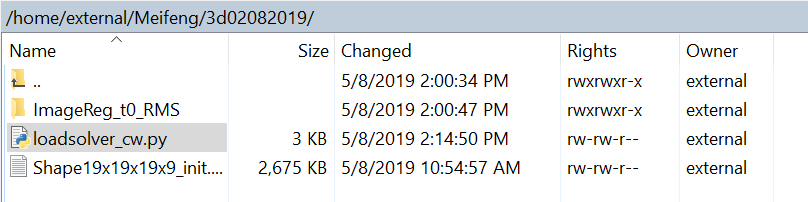 /home/external/Meifeng/3d02082019/
Name Size Changed Rights Owner
.. 5/8/2019 2:00:34 PM rwxrwxr-x external
ImageReg_t0_RMS 5/8/2019 2:00:47 PM rwxrwxr-x external
loadsolver_cw.py 3 KB 5/8/2019 2:14:50 PM rw-rw-r-- external
Shape19x19x19x9_init.... 2,675 KB 5/8/2019 10:54:57 AM rw-rw-r-- external